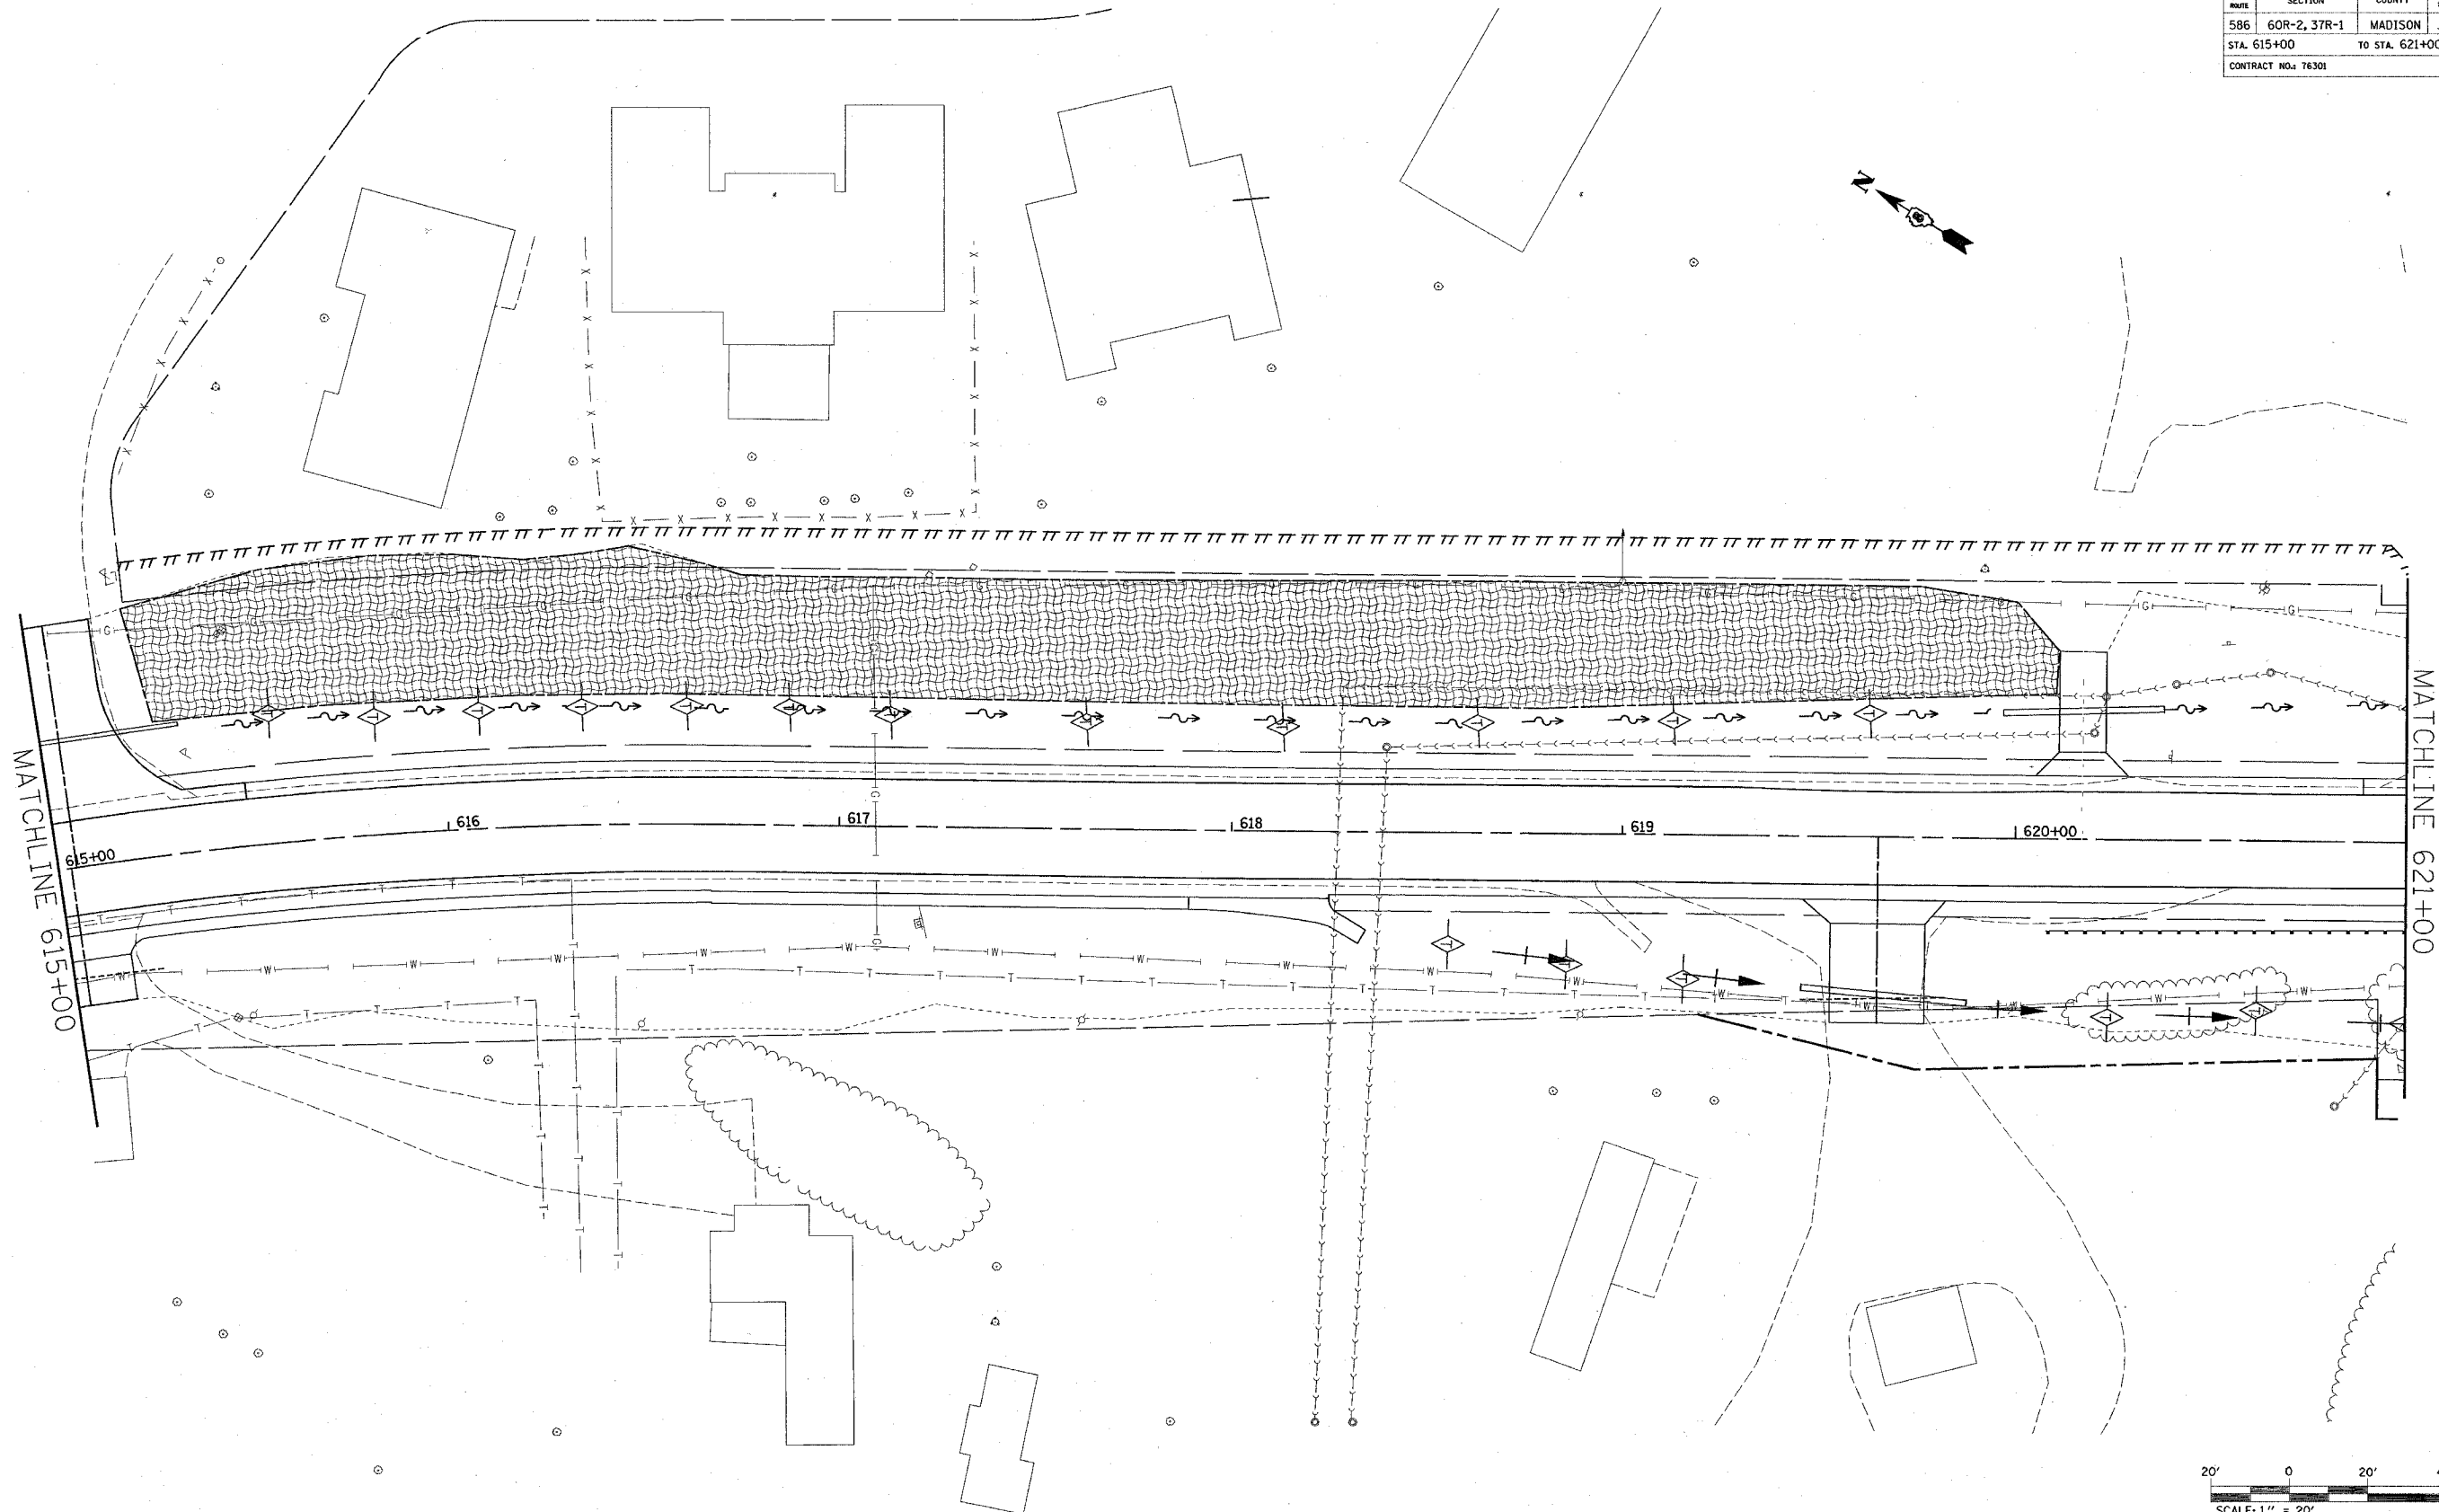 ROUTE SECTION COUNTY
586 60R-2, 37R-1 MADISON
STA. 615+00 TO STA. 621+00
CONTRACT NO.: 76301
N
MATCHLINE 615+00
MATCHLINE 621+00
615+00
616
617
618
619
620+00
20' 0 20'
SCALE: 1" = 20'